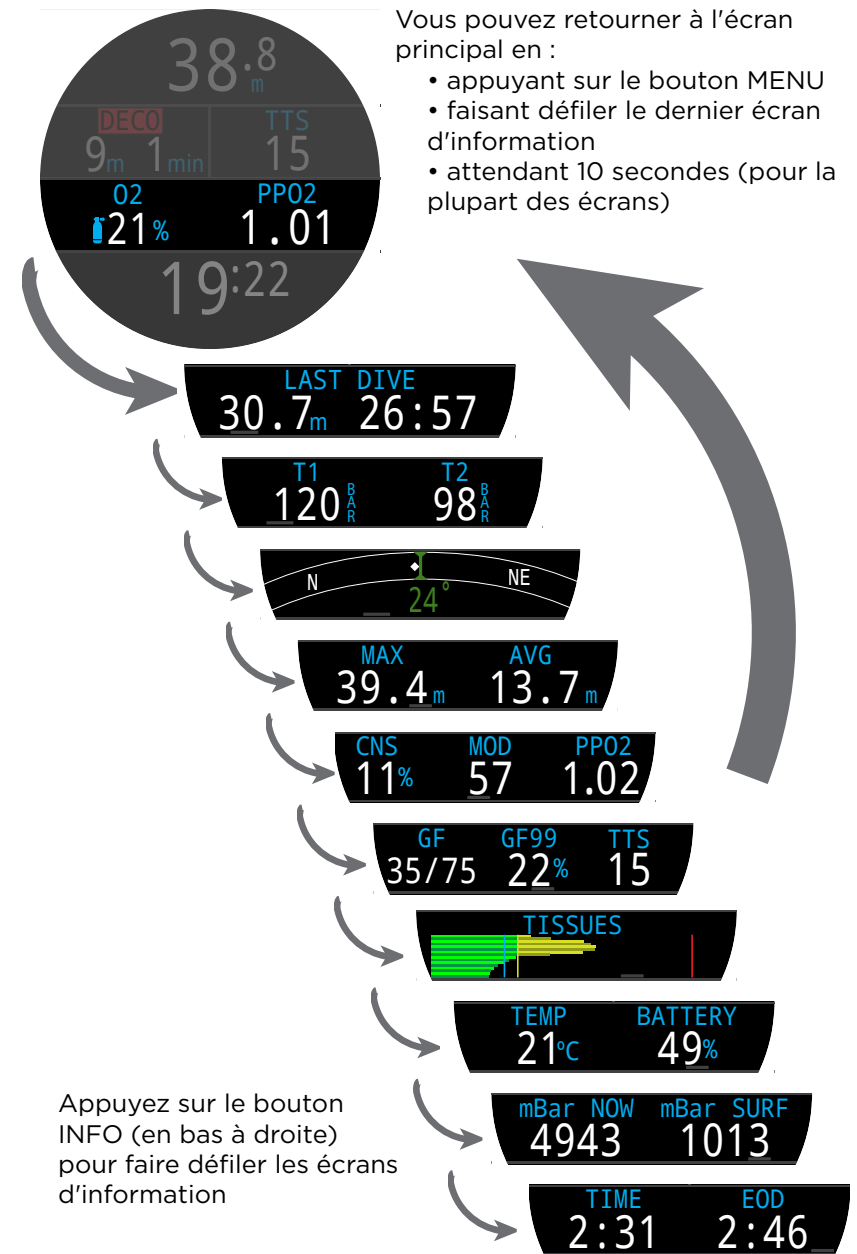 Vous pouvez retourner à l'écran
principal en :
• appuyant sur le bouton MENU
• faisant défiler le dernier écran
d'information
• attendant 10 secondes (pour la
plupart des écrans)
38.8
m
DECO TTS
9m 1min 15
O2 PPO2
21% 1.01
19:22
LAST DIVE
30.7m 26:57
T1 T2
120 BAR 98 BAR
N NE
24°
MAX AVG
39.4m 13.7m
CNS MOD PPO2
11% 57 1.02
GF GF99 TTS
35/75 22% 15
TISSUES
TEMP BATTERY
21°C 49%
mBar NOW mBar SURF
4943 1013
TIME EOD
2:31 2:46
Appuyez sur le bouton
INFO (en bas à droite)
pour faire défiler les écrans
d'information